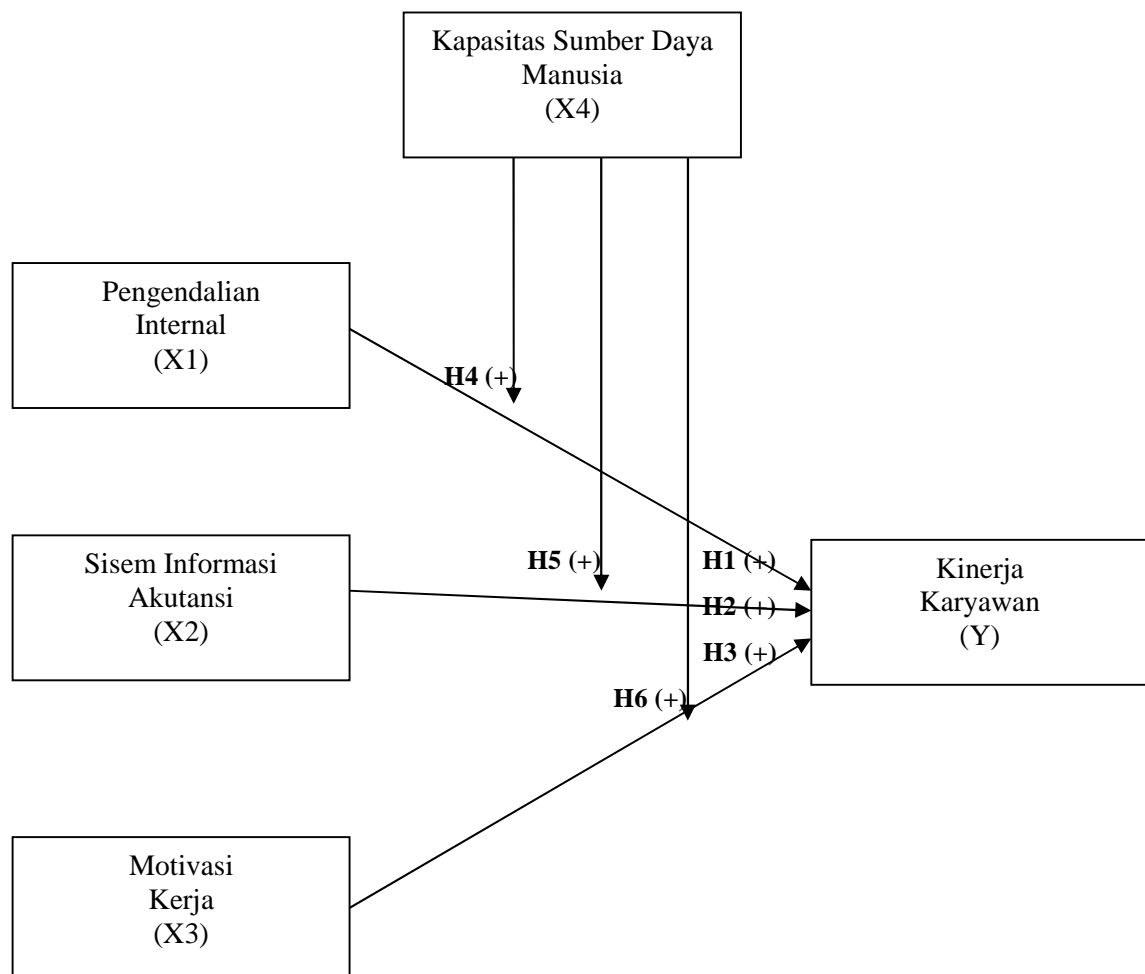 Kapasitas Sumber Daya
Manusia
(X4)
Pengendalian
Internal
(X1)
H4 (+)
Sisem Informasi
Akutansi
(X2)
H5 (+)
H1 (+)
H2 (+)
H3 (+)
Kinerja
Karyawan
(Y)
H6 (+)
Motivasi
Kerja
(X3)